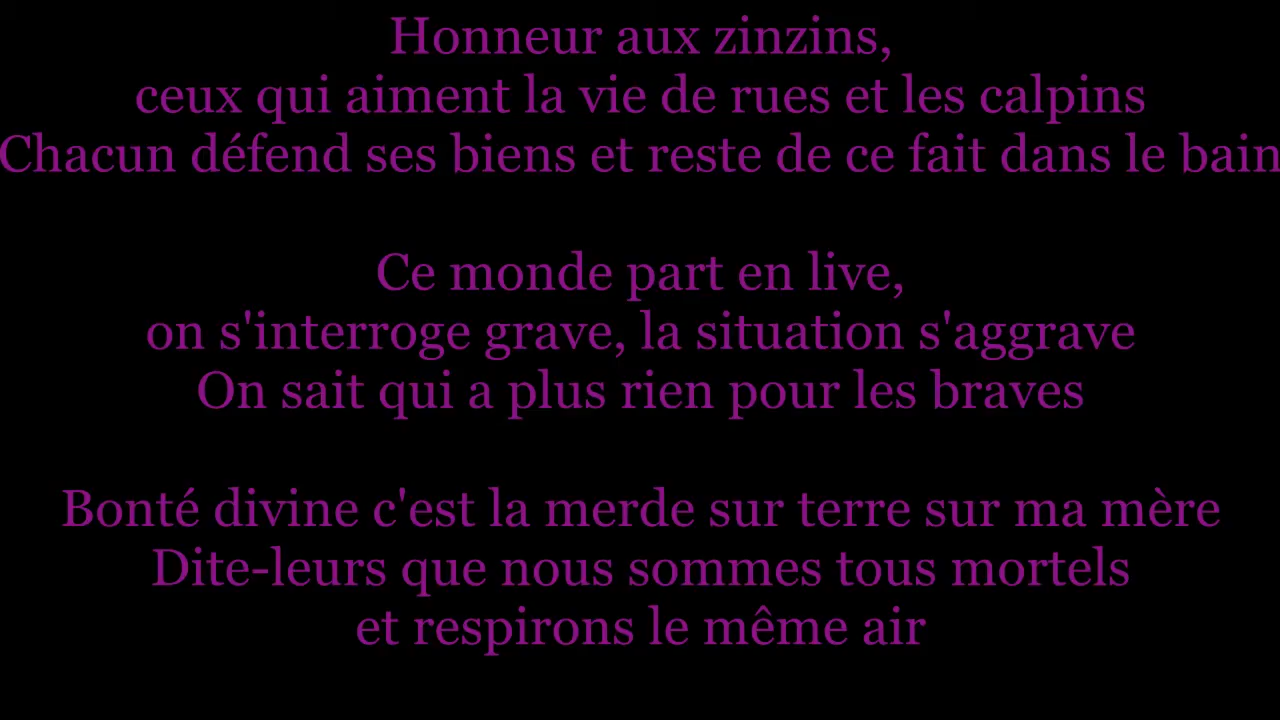 Honneur aux zinzins,
ceux qui aiment la vie de rues et les calpins
Chacun défend ses biens et reste de ce fait dans le bain
Ce monde part en live,
on s'interroge grave, la situation s'aggrave
On sait qui a plus rien pour les braves
Bonté divine c'est la merde sur terre sur ma mère
Dite-leurs que nous sommes tous mortels
et respirons le même air